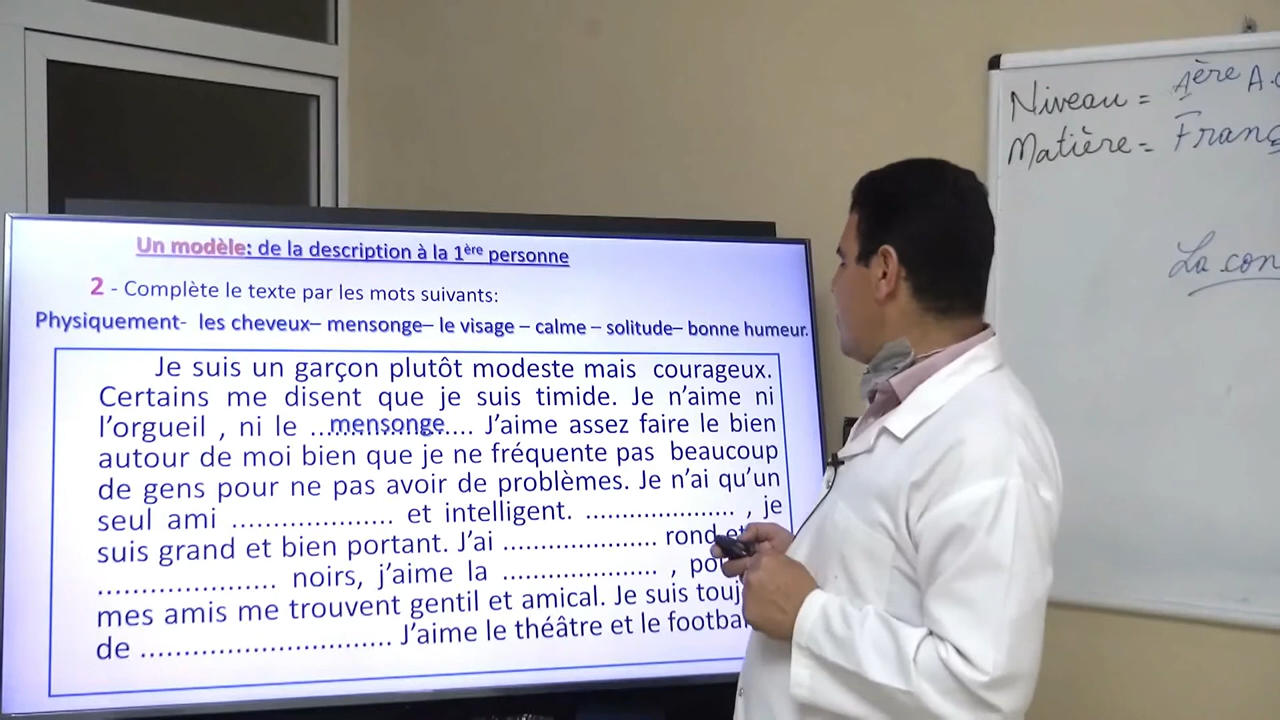 Un modèle: de la description à la 1ère personne
2 - Complète le texte par les mots suivants:
Physiquement- les cheveux– mensonge– le visage – calme – solitude– bonne humeur.
Je suis un garçon plutôt modeste mais courageux.
Certains me disent que je suis timide. Je n'aime ni
l'orgueil , ni le ...mensonge.... J'aime assez faire le bien
autour de moi bien que je ne fréquente pas beaucoup
de gens pour ne pas avoir de problèmes. Je n'ai qu'un
seul ami ..................... et intelligent. .................... , je
suis grand et bien portant. J'ai ..................... rond et
........................ noirs, j'aime la ..................... ,
mes amis me trouvent gentil et amical. Je suis
de ................................. J'aime le théâtre et le
Niveau = 1ère A.
Matière =
La